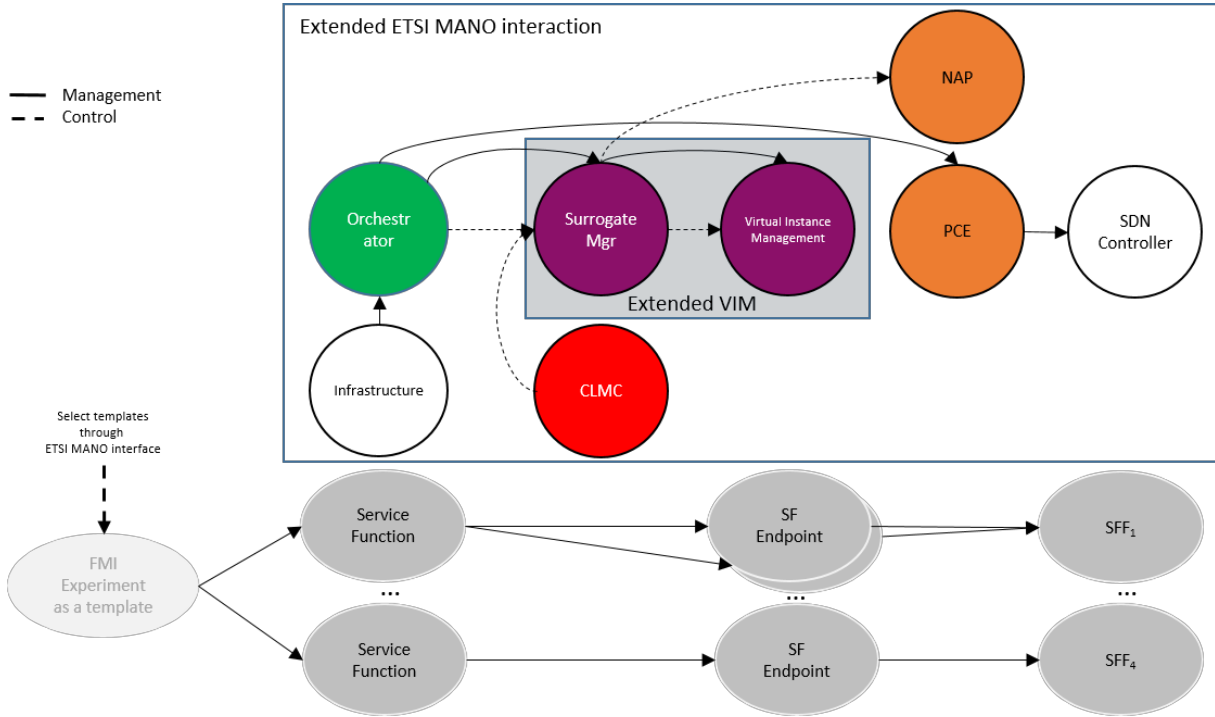 Extended ETSI MANO interaction
Management
Control
NAP
Orchestr
ator
Surrogate
Mgr
Virtual Instance
Management
PCE
SDN
Controller
Extended VIM
Infrastructure
CLMC
Select templates
through
ETSI MANO interface
FMI
Experiment
as a template
Service
Function
SF
Endpoint
SFF₁
...
...
...
Service
Function
SF
Endpoint
SFF₄